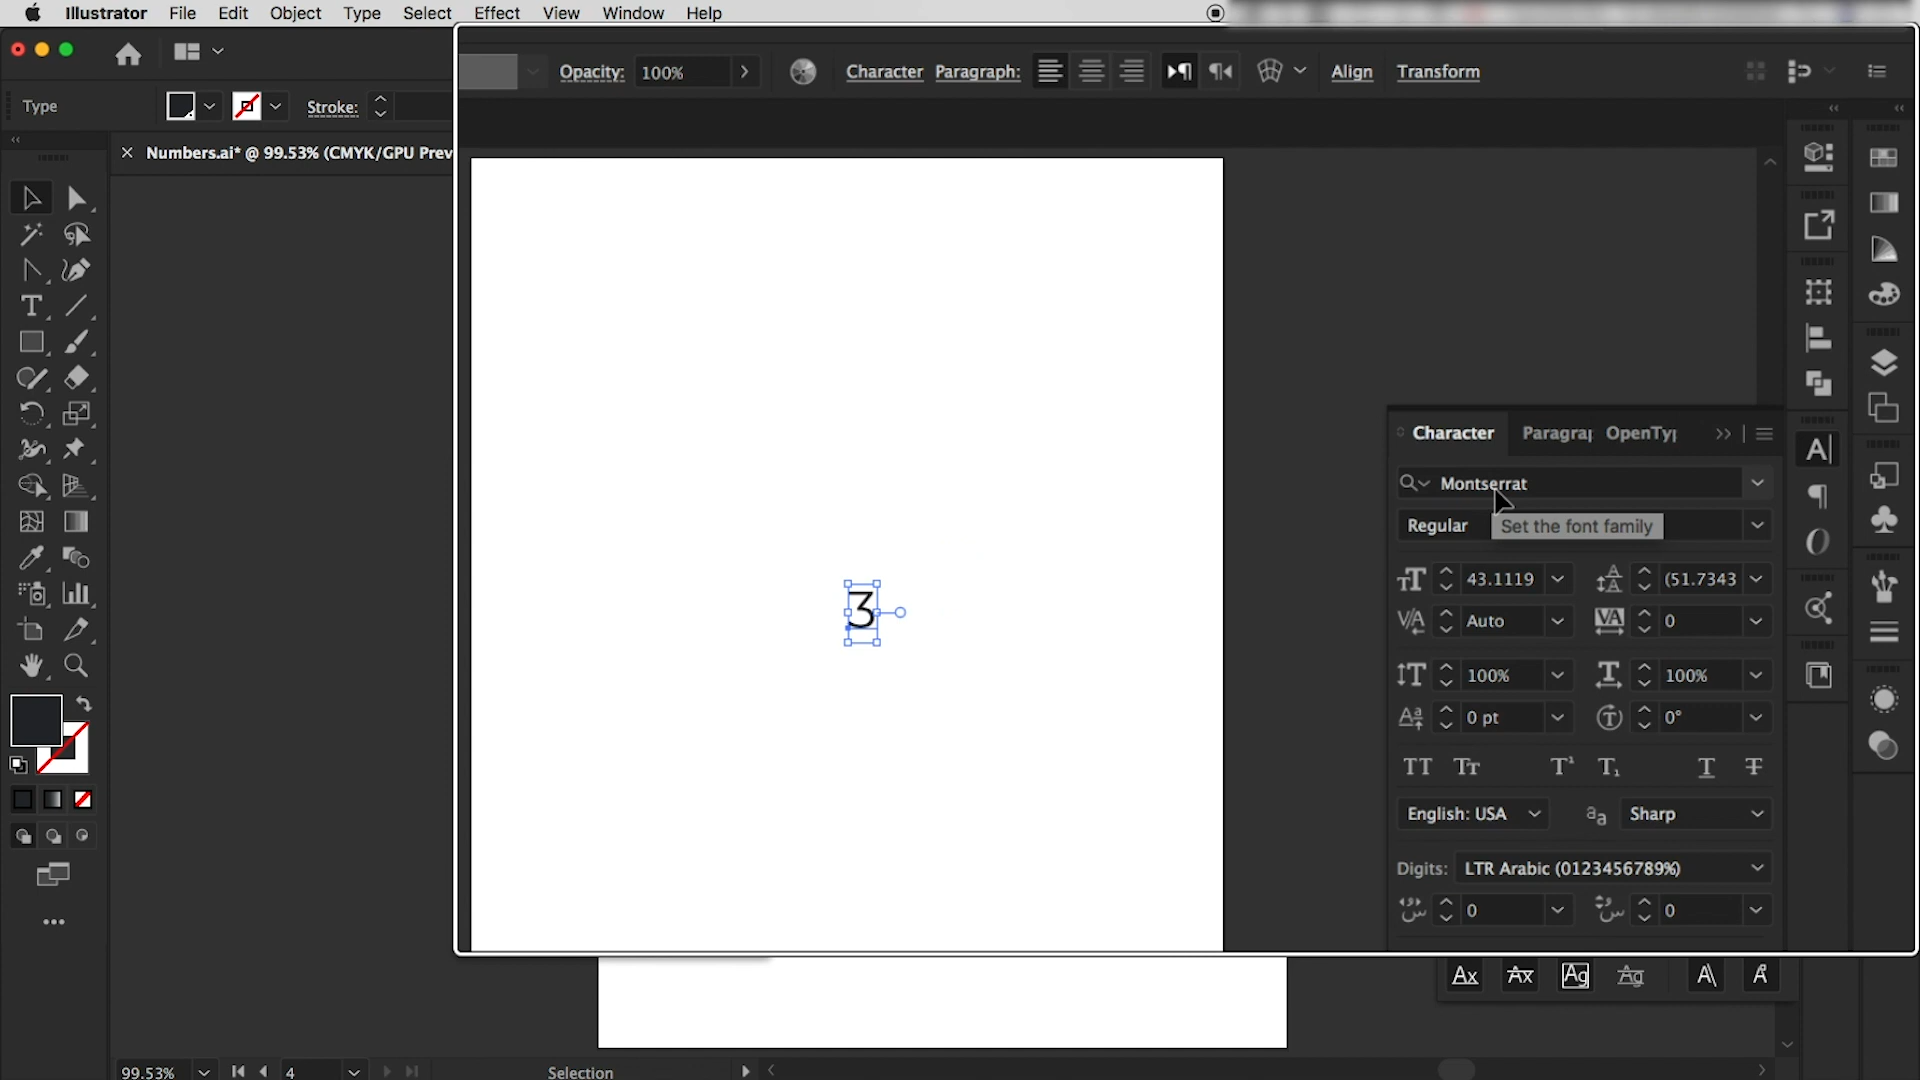 Illustrator File Edit Object Type Select Effect View Window Help
Opacity: 100% Character Paragraph: Align Transform
Type Stroke:
× Numbers.ai* @ 99.53% (CMYK/GPU Prev
3
Character Paragra OpenTy
Montserrat
Regular Set the font family
43.1119 (51.7343
Auto 0
100% 100%
0 pt 0°
English: USA Sharp
Digits: LTR Arabic (0123456789%)
0 0
99.53% 4 Selection